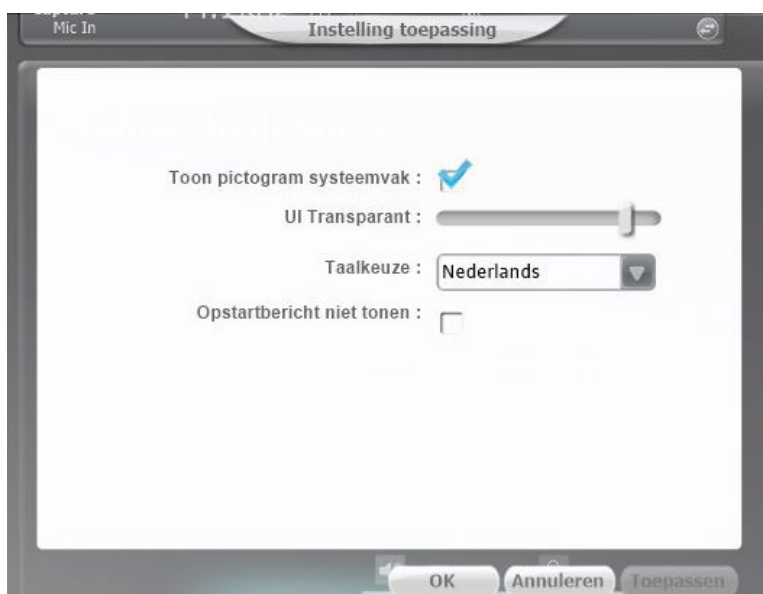 Mic In
Instelling toepassing
Toon pictogram systeemvak :
UI Transparant :
Taalkeuze :
Nederlands
Opstartbericht niet tonen :
OK
Annuleren
Toepassen